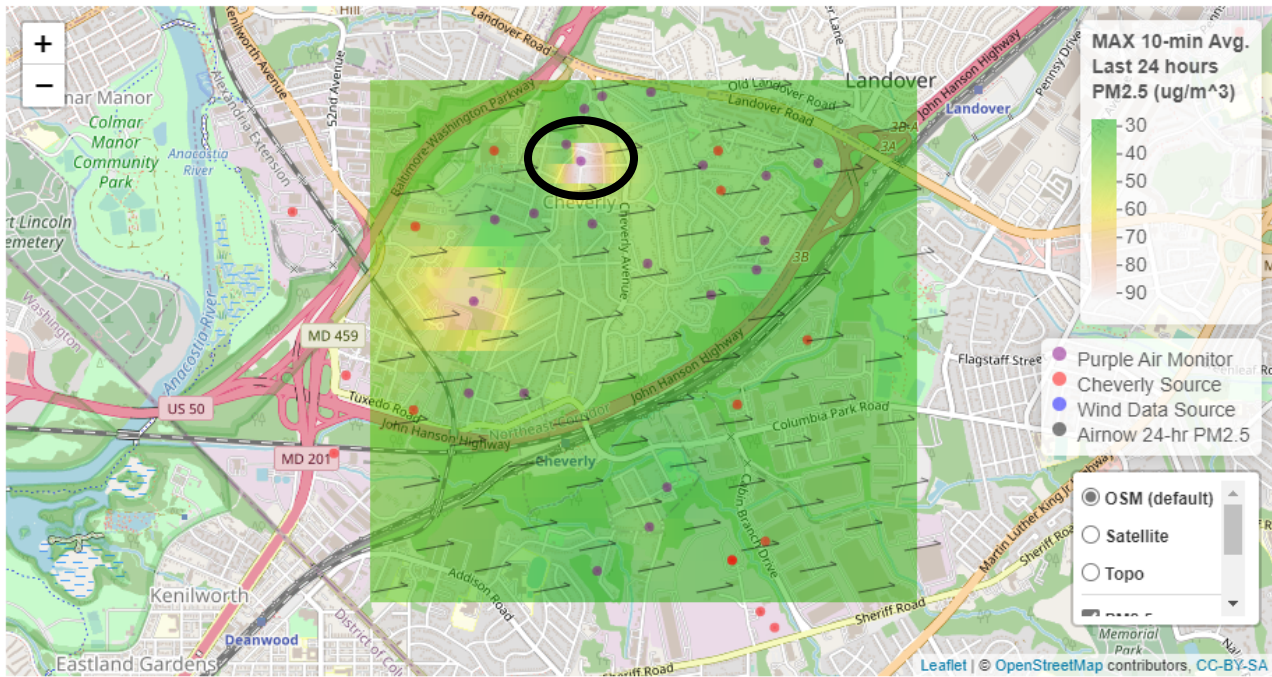 +
−
Hill
Landover Road
Kenilworth Avenue
52nd Avenue
Colmar
Manor
Community
Park
Anacostia
River
Alexandria Extension
Baltimore-Washington Parkway
Old Landover Road
Landover Road
Landover
Landover
John Hanson Highway
Pennsy Drive
3B-A
3A
3B
Cheverly
Cheverly Avenue
MAX 10-min Avg.
Last 24 hours
PM2.5 (ug/m^3)
30
40
50
60
70
80
90
Purple Air Monitor
Cheverly Source
Wind Data Source
Airnow 24-hr PM2.5
OSM (default)
Satellite
Topo
Washington
Anacostia River
MD 459
US 50
MD 201
Tuxedo Road
John Hanson Highway
Northeast Corridor
John Hanson Highway
Cheverly
Columbia Park Road
Cabin Branch Drive
Flagstaff Street
Martin Luther King Jr Highway
Sheriff Road
Addison Road
Kenilworth
Deanwood
Eastland Gardens
Sheriff Road
Memorial
Park
Leaflet | © OpenStreetMap contributors, CC-BY-SA